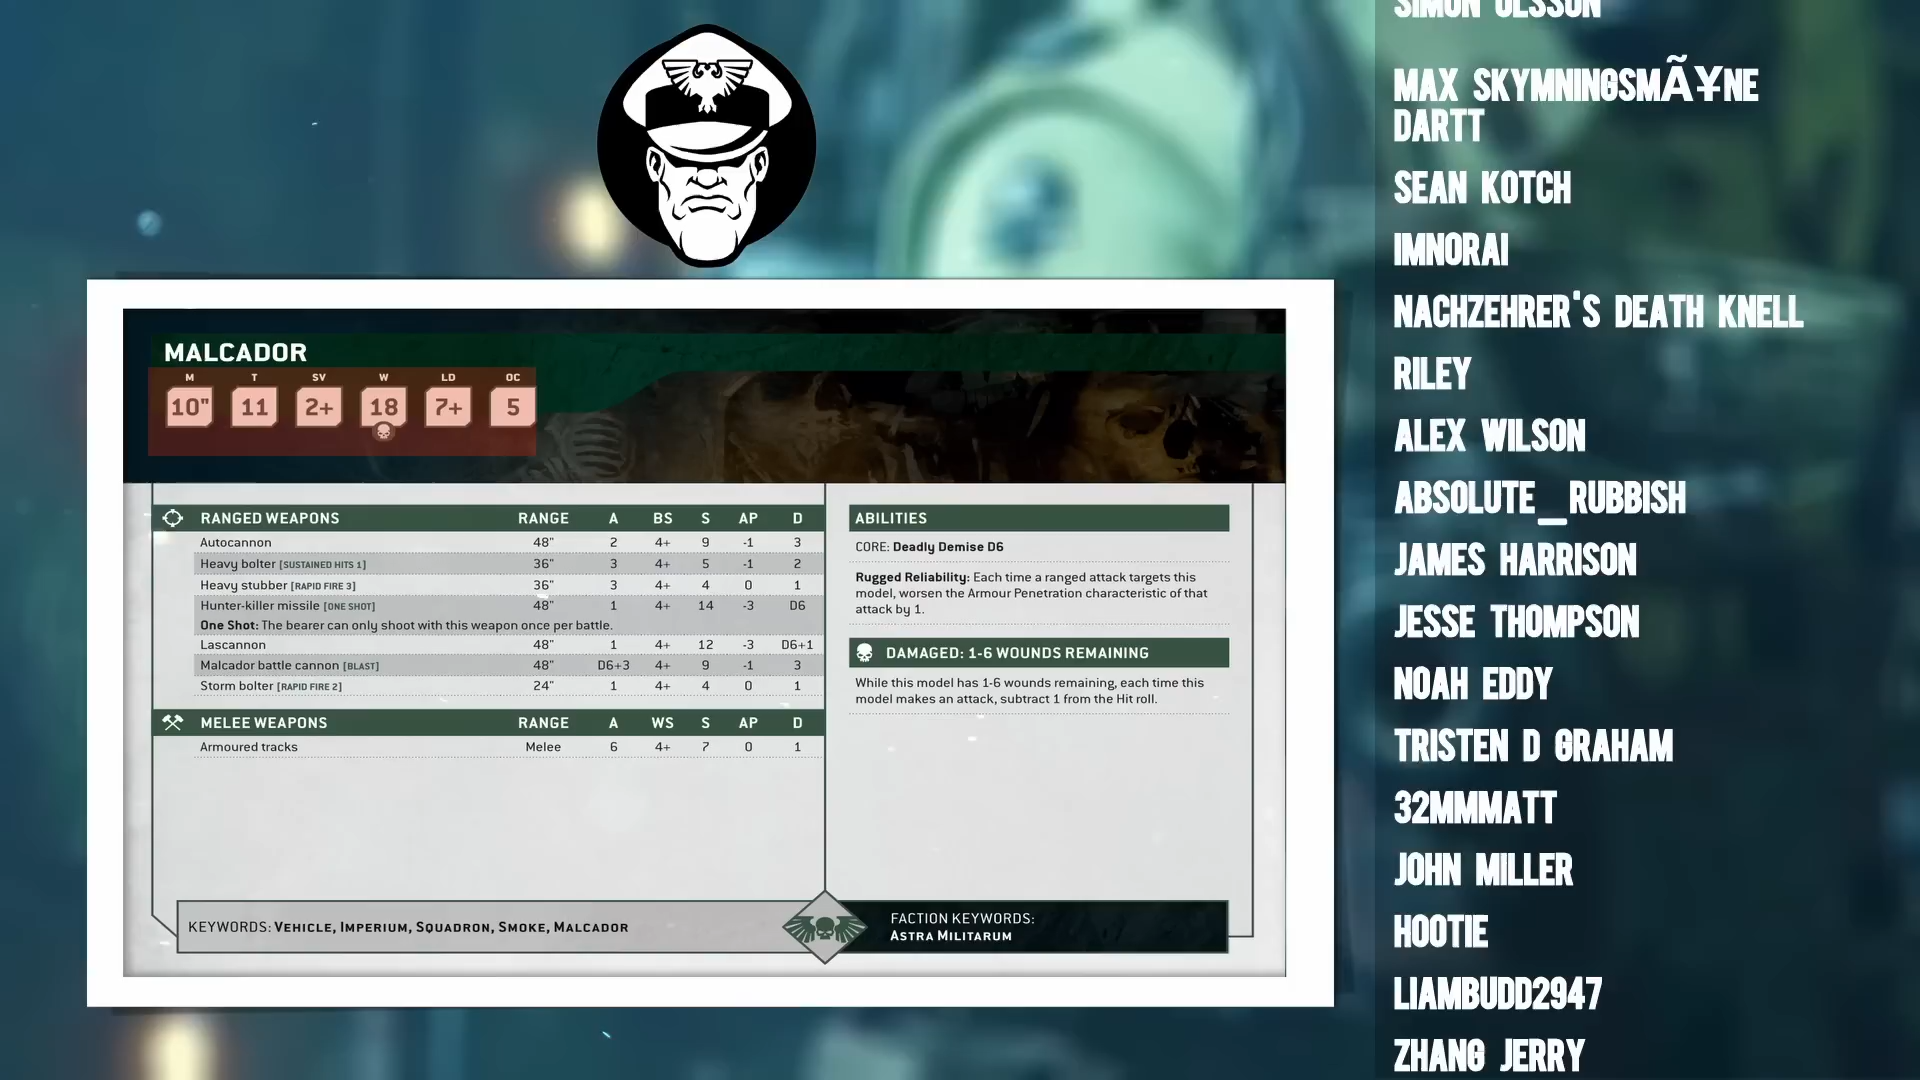 MALCADOR
M T SV W LD OC
10" 11 2+ 18 7+ 5
RANGED WEAPONS RANGE A BS S AP D
Autocannon 48" 2 4+ 9 -1 3
Heavy bolter [SUSTAINED HITS 1] 36" 3 4+ 5 -1 2
Heavy stubber [RAPID FIRE 3] 36" 3 4+ 4 0 1
Hunter-killer missile [ONE SHOT] 48" 1 4+ 14 -3 D6
One Shot: The bearer can only shoot with this weapon once per battle.
Lascannon 48" 1 4+ 12 -3 D6+1
Malcador battle cannon [BLAST] 48" D6+3 4+ 9 -1 3
Storm bolter [RAPID FIRE 2] 24" 1 4+ 4 0 1
MELEE WEAPONS RANGE A WS S AP D
Armoured tracks Melee 6 4+ 7 0 1
ABILITIES
CORE: Deadly Demise D6
Rugged Reliability: Each time a ranged attack targets this
model, worsen the Armour Penetration characteristic of that
attack by 1.
DAMAGED: 1-6 WOUNDS REMAINING
While this model has 1-6 wounds remaining, each time this
model makes an attack, subtract 1 from the Hit roll.
KEYWORDS: VEHICLE, IMPERIUM, SQUADRON, SMOKE, MALCADOR
FACTION KEYWORDS:
ASTRA MILITARUM
SIMON OLSSON
MAX SKYMNINGSMÃ¥NE
DARTT
SEAN KOTCH
IMNORAI
NACHZEHRER'S DEATH KNELL
RILEY
ALEX WILSON
ABSOLUTE_RUBBISH
JAMES HARRISON
JESSE THOMPSON
NOAH EDDY
TRISTEN D GRAHAM
32MMMATT
JOHN MILLER
HOOTIE
LIAMBUDD2947
ZHANG JERRY